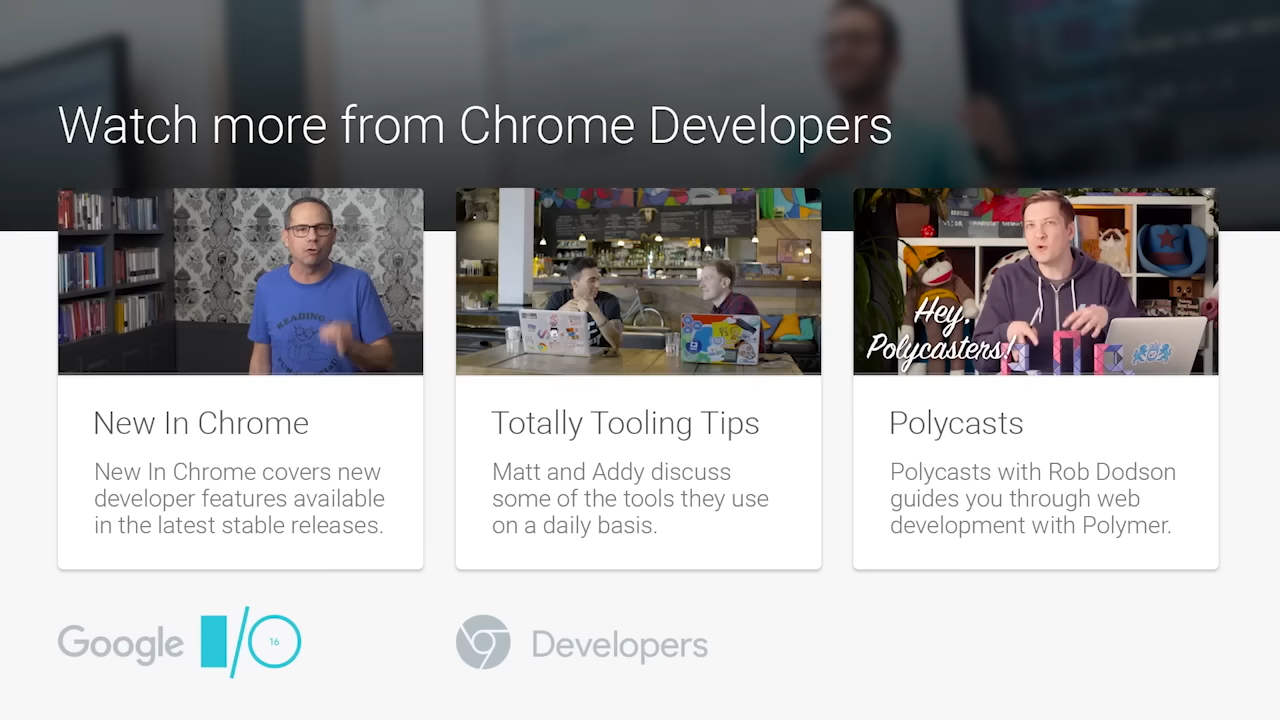 Watch more from Chrome Developers
Hey,
Polycasters!
New In Chrome
New In Chrome covers new
developer features available
in the latest stable releases.
Totally Tooling Tips
Matt and Addy discuss
some of the tools they use
on a daily basis.
Polycasts
Polycasts with Rob Dodson
guides you through web
development with Polymer.
Google I/O 16
Developers